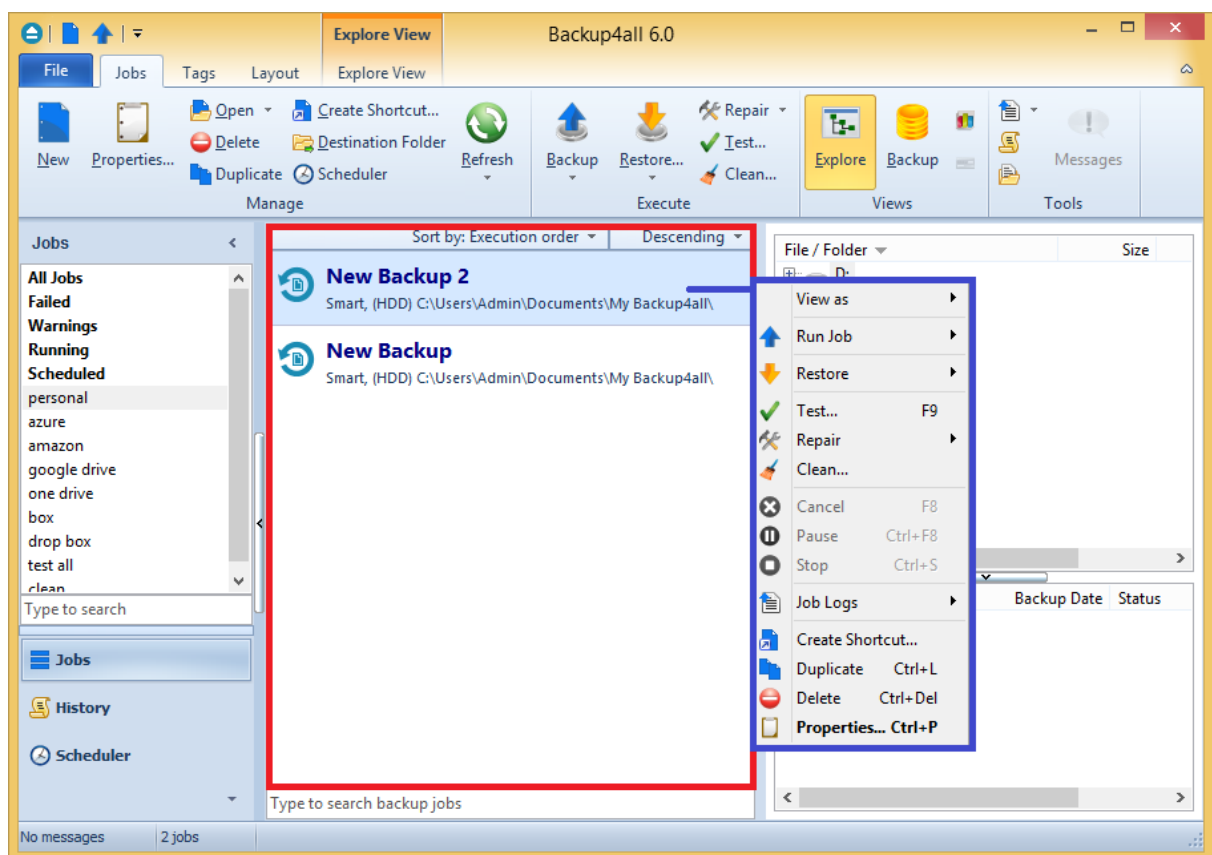 Explore View
Backup4all 6.0
File
Jobs
Tags
Layout
Explore View
New
Properties...
Open
Delete
Duplicate
Create Shortcut...
Destination Folder
Scheduler
Refresh
Manage
Backup
Restore...
Repair
Test...
Clean...
Execute
Explore
Backup
Views
Messages
Tools
Jobs
All Jobs
Failed
Warnings
Running
Scheduled
personal
azure
amazon
google drive
one drive
box
drop box
test all
clean
Type to search
Jobs
History
Scheduler
Sort by: Execution order
Descending
New Backup 2
Smart, (HDD) C:\Users\Admin\Documents\My Backup4all\
New Backup
Smart, (HDD) C:\Users\Admin\Documents\My Backup4all\
Type to search backup jobs
File / Folder
Size
D:
View as
Run Job
Restore
Test... F9
Repair
Clean...
Cancel F8
Pause Ctrl+F8
Stop Ctrl+S
Job Logs
Create Shortcut...
Duplicate Ctrl+L
Delete Ctrl+Del
Properties... Ctrl+P
Backup Date
Status
No messages
2 jobs